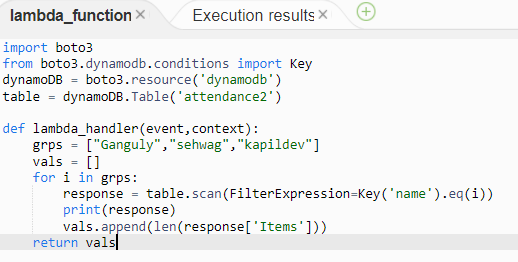 lambda_function × Execution results ×
import boto3
from boto3.dynamodb.conditions import Key
dynamoDB = boto3.resource('dynamodb')
table = dynamoDB.Table('attendance2')

def lambda_handler(event,context):
    grps = ["Ganguly","sehwag","kapildev"]
    vals = []
    for i in grps:
        response = table.scan(FilterExpression=Key('name').eq(i))
        print(response)
        vals.append(len(response['Items']))
    return vals